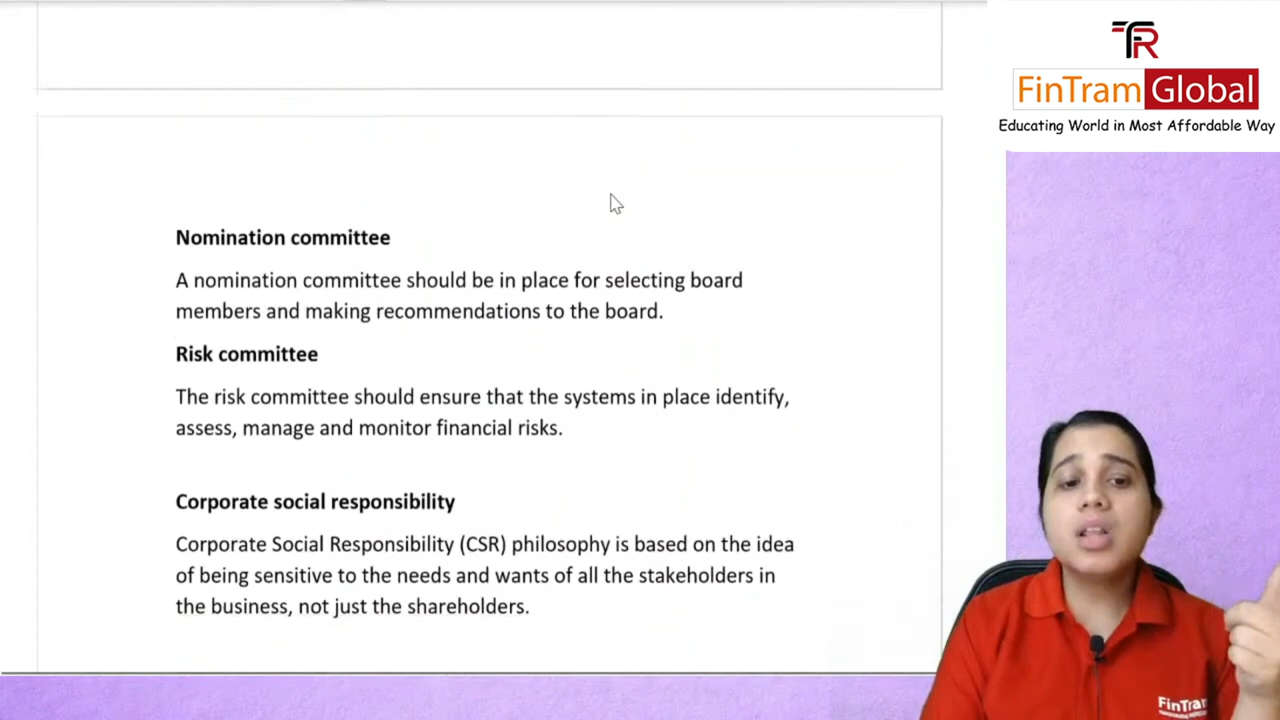 Nomination committee
A nomination committee should be in place for selecting board
members and making recommendations to the board.
Risk committee
The risk committee should ensure that the systems in place identify,
assess, manage and monitor financial risks.
Corporate social responsibility
Corporate Social Responsibility (CSR) philosophy is based on the idea
of being sensitive to the needs and wants of all the stakeholders in
the business, not just the shareholders.
FinTram Global
Educating World in Most Affordable Way
FinTram